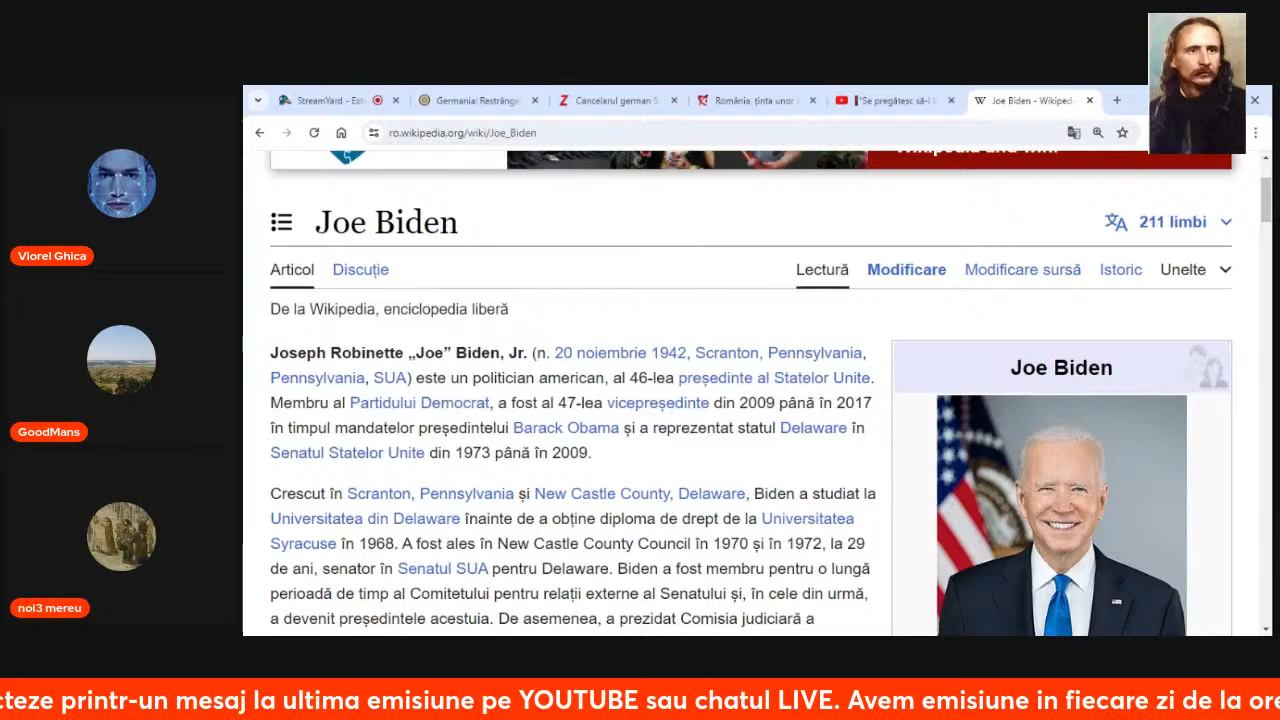 StreamYard - Est
Germania: Restrânge
Cancelarul german S
România, ținta unor
"Se pregătesc să-l
Joe Biden - Wikiped
ro.wikipedia.org/wiki/Joe_Biden
Joe Biden
211 limbi
Articol
Discuție
Lectură
Modificare
Modificare sursă
Istoric
Unelte
De la Wikipedia, enciclopedia liberă
Joseph Robinette „Joe” Biden, Jr. (n. 20 noiembrie 1942, Scranton, Pennsylvania,
Pennsylvania, SUA) este un politician american, al 46-lea președinte al Statelor Unite.
Membru al Partidului Democrat, a fost al 47-lea vicepreședinte din 2009 până în 2017
în timpul mandatelor președintelui Barack Obama și a reprezentat statul Delaware în
Senatul Statelor Unite din 1973 până în 2009.
Crescut în Scranton, Pennsylvania și New Castle County, Delaware, Biden a studiat la
Universitatea din Delaware înainte de a obține diploma de drept de la Universitatea
Syracuse în 1968. A fost ales în New Castle County Council în 1970 și în 1972, la 29
de ani, senator în Senatul SUA pentru Delaware. Biden a fost membru pentru o lungă
perioadă de timp al Comitetului pentru relații externe al Senatului și, în cele din urmă,
a devenit președintele acestuia. De asemenea, a prezidat Comisia judiciară a
Joe Biden
Viorel Ghica
GoodMans
noi3 mereu
cteze printr-un mesaj la ultima emisiune pe YOUTUBE sau chatul LIVE. Avem emisiune in fiecare zi de la ore